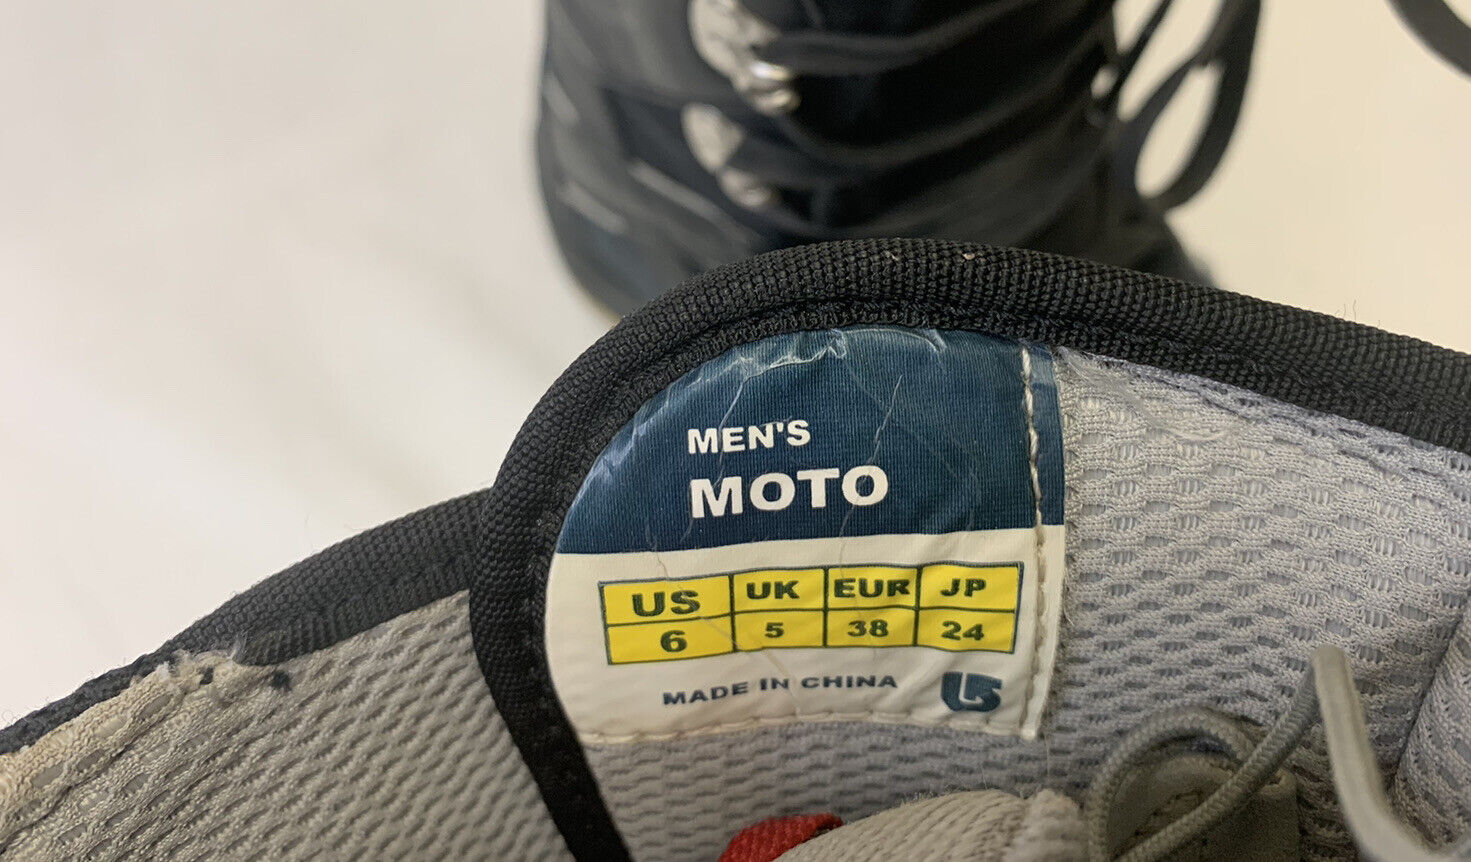 MEN'S
MOTO
US UK EUR JP
6 5 38 24
MADE IN CHINA